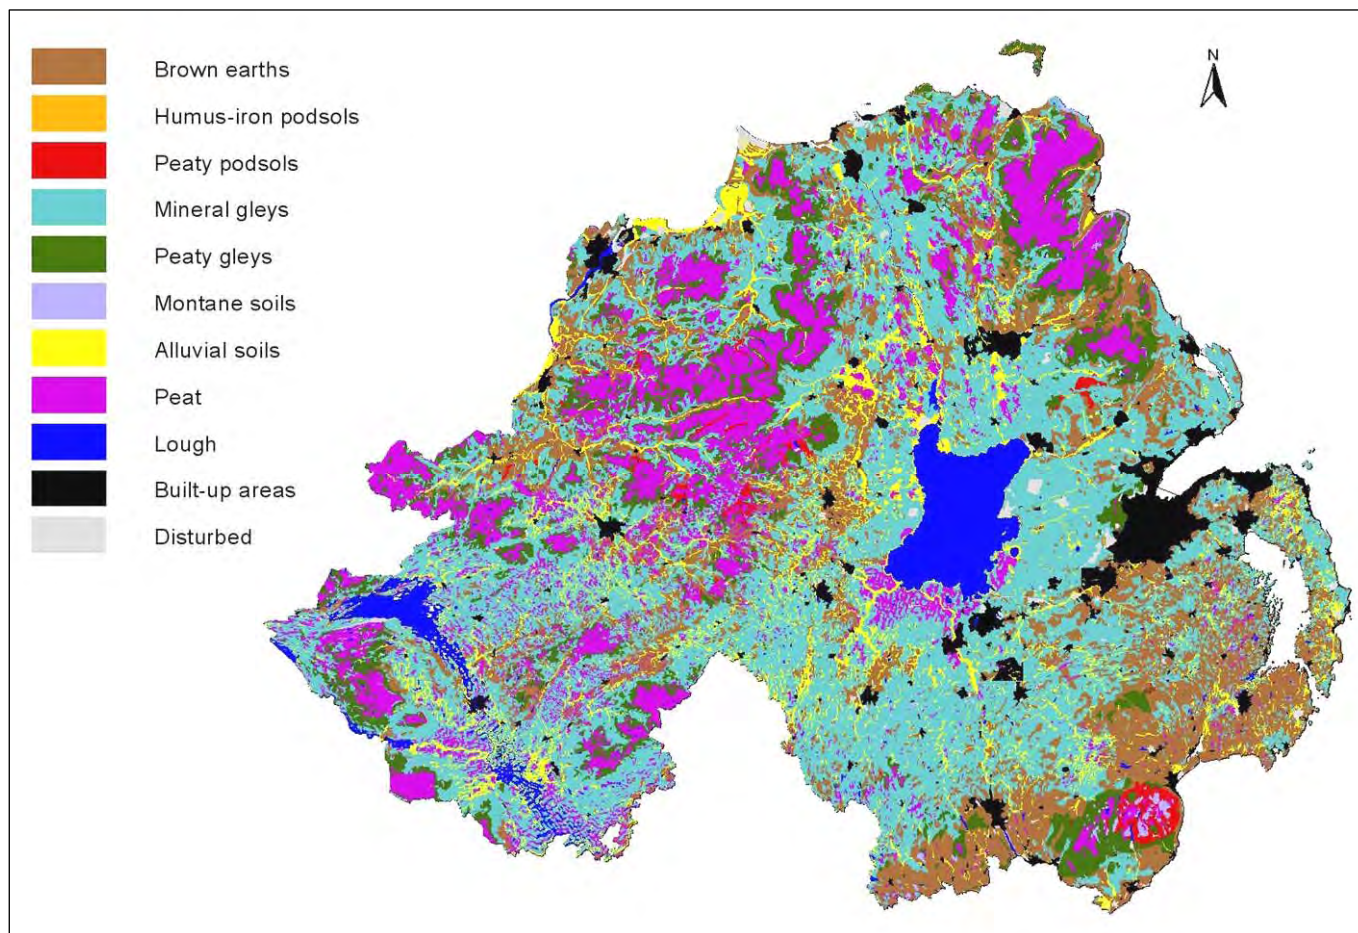 Brown earths
Humus-iron podsols
Peaty podsols
Mineral gleys
Peaty gleys
Montane soils
Alluvial soils
Peat
Lough
Built-up areas
Disturbed
N